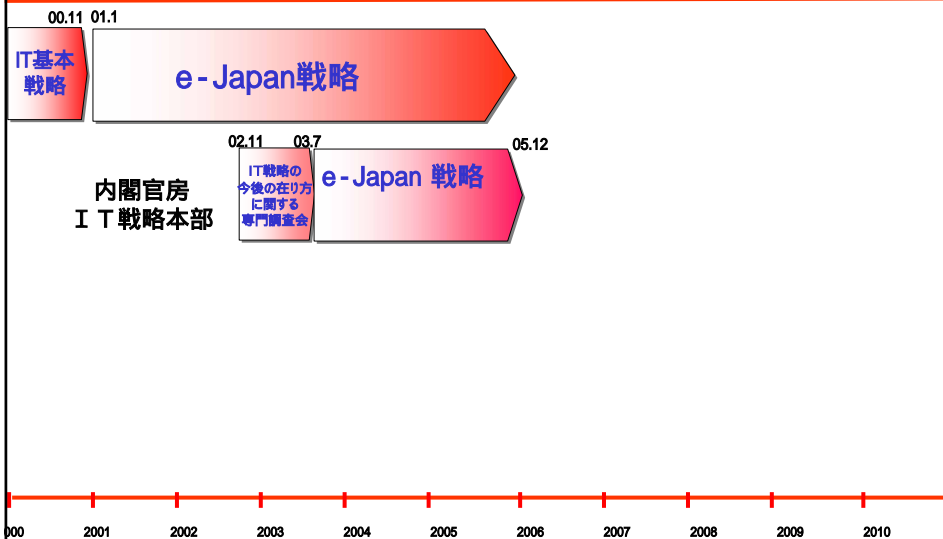 00.11 01.1
IT基本
戦略
e-Japan戦略
02.11 03.7
05.12
IT戦略の
今後の在り方
に関する
専門調査会
e-Japan 戦略
内閣官房
ＩＴ戦略本部
000 2001 2002 2003 2004 2005 2006 2007 2008 2009 2010